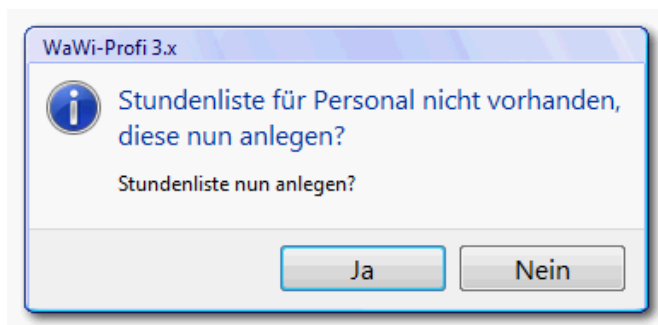 WaWi-Profi 3.x
Stundenliste für Personal nicht vorhanden,
diese nun anlegen?
Stundenliste nun anlegen?
Ja
Nein